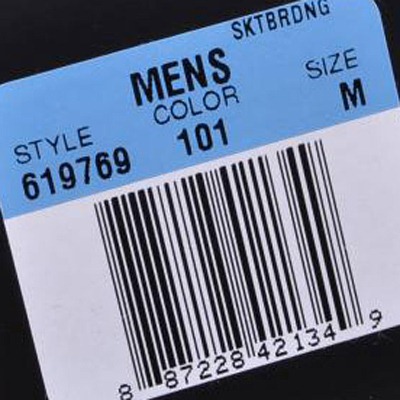 SKTBRDNG
MENS
STYLE COLOR SIZE
619769 101 M
8 87228 42134 9